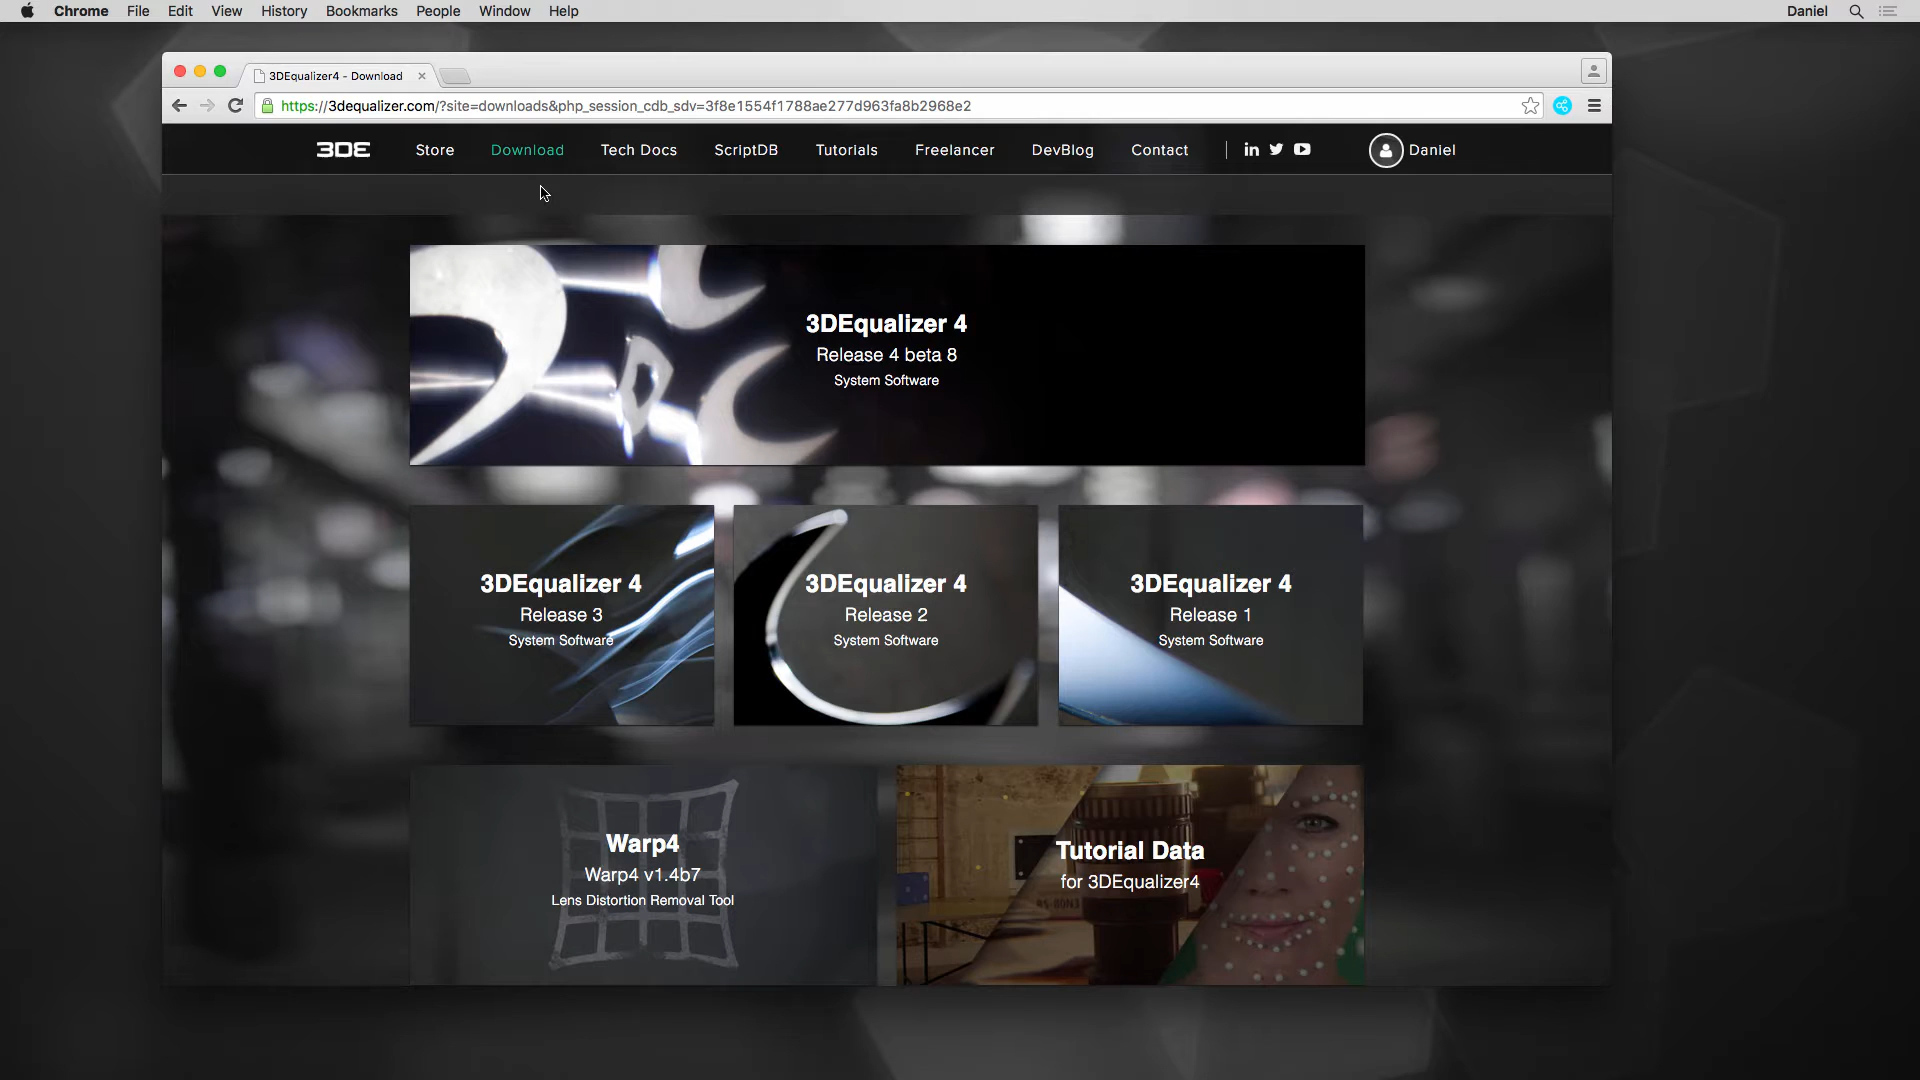 Chrome File Edit View History Bookmarks People Window Help Daniel
3DEqualizer4 - Download
https://3dequalizer.com/?site=downloads&php_session_cdb_sdv=3f8e1554f1788ae277d963fa8b2968e2
3DE Store Download Tech Docs ScriptDB Tutorials Freelancer DevBlog Contact Daniel
3DEqualizer 4
Release 4 beta 8
System Software
3DEqualizer 4
Release 3
System Software
3DEqualizer 4
Release 2
System Software
3DEqualizer 4
Release 1
System Software
Warp4
Warp4 v1.4b7
Lens Distortion Removal Tool
Tutorial Data
for 3DEqualizer4